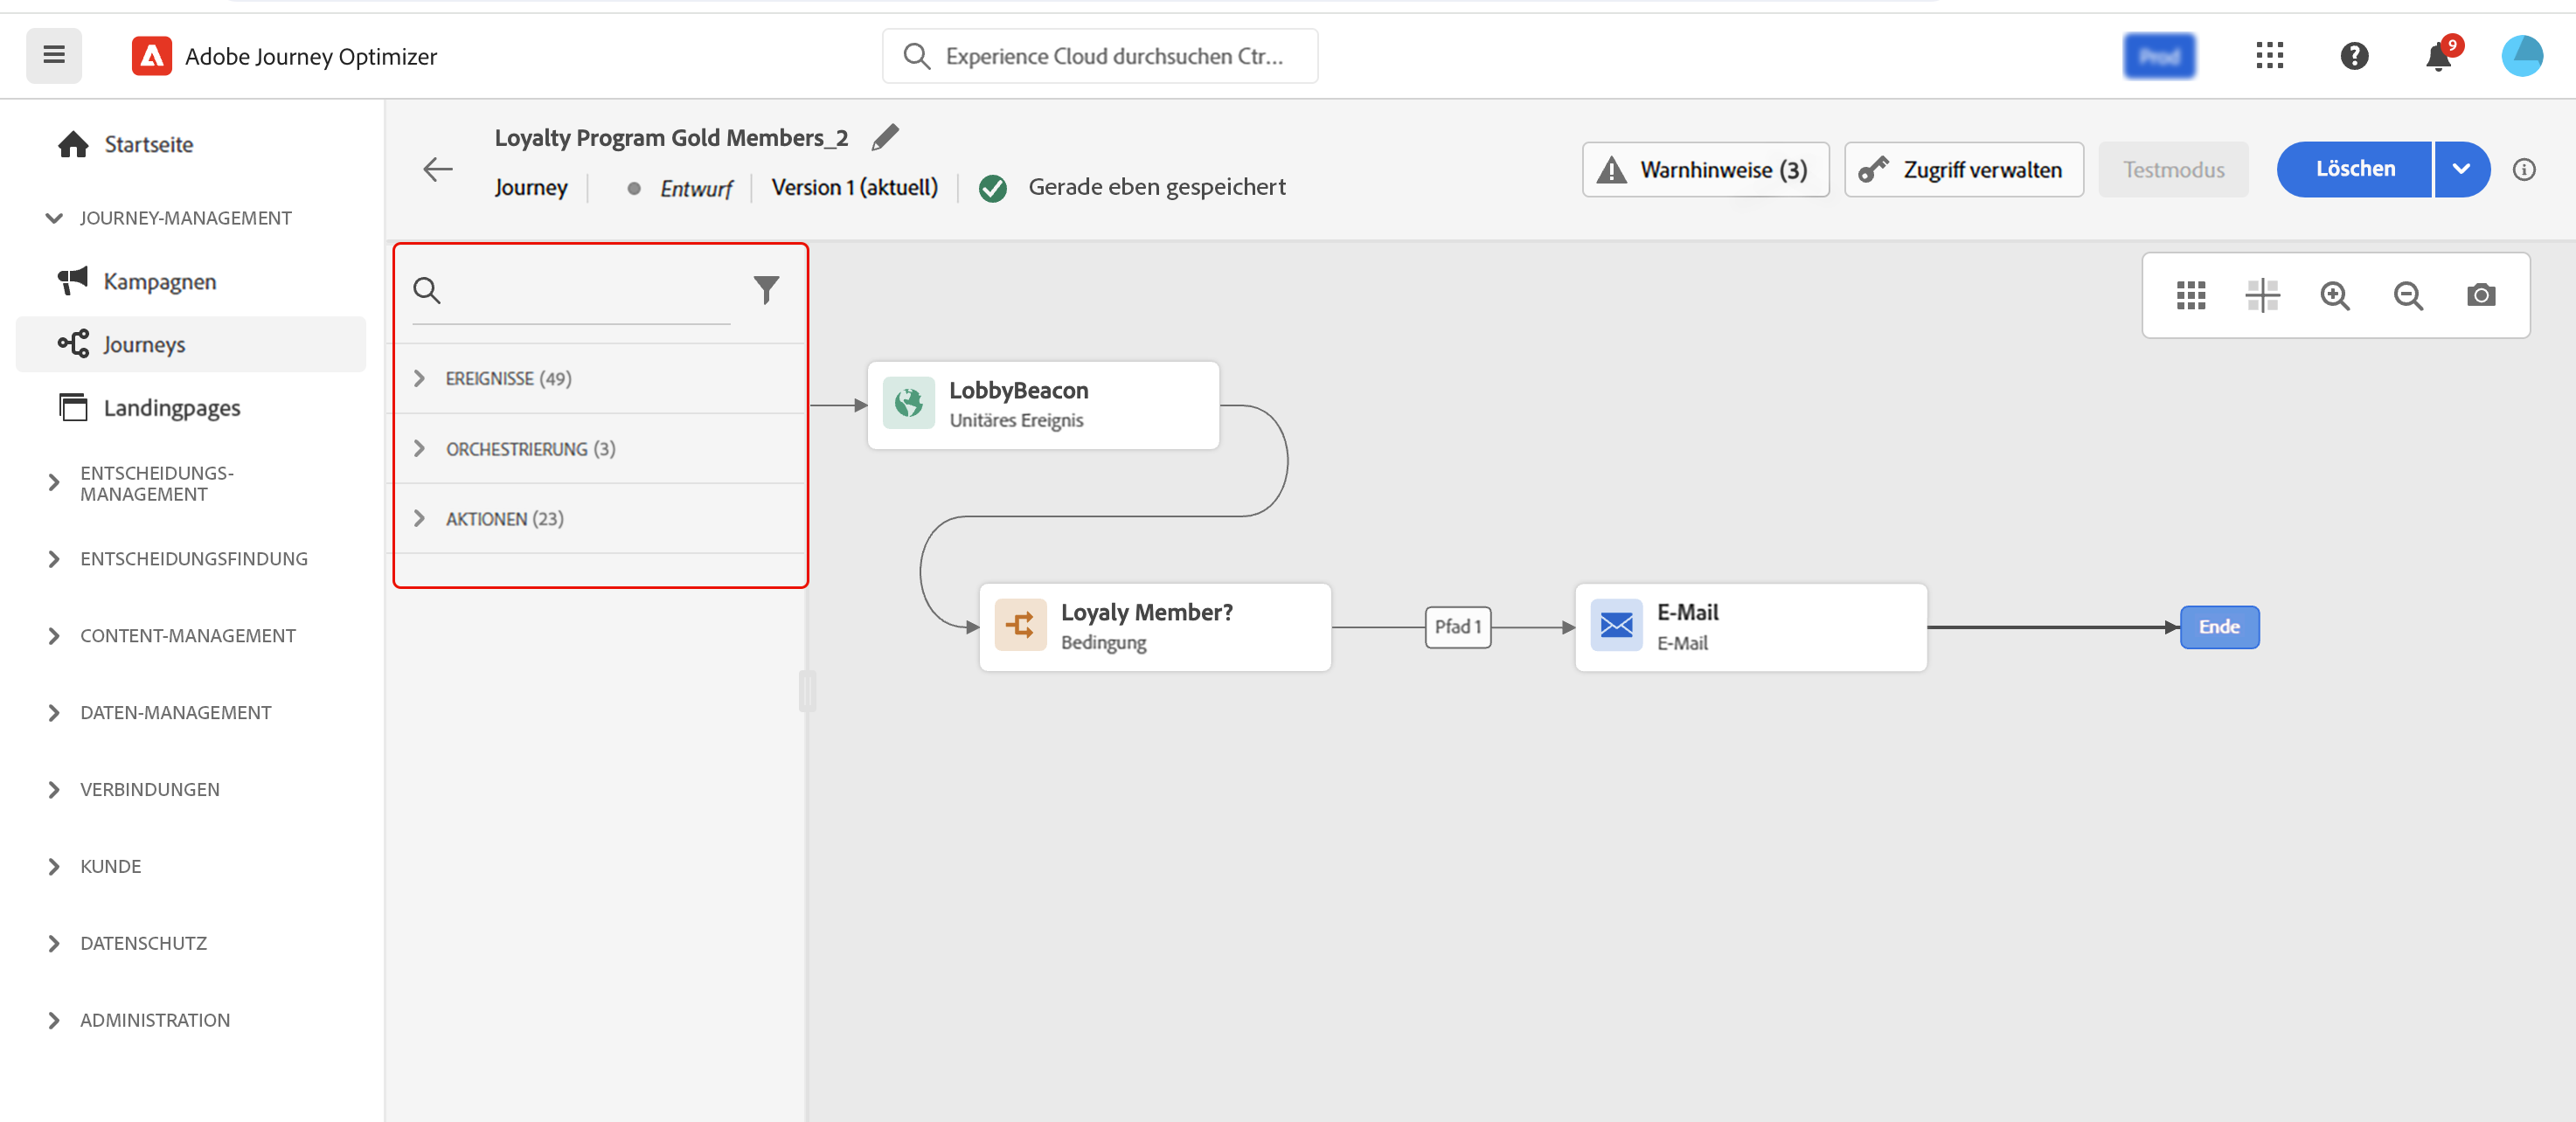 Adobe Journey Optimizer
Experience Cloud durchsuchen Ctr...
Prod
9
Startseite
JOURNEY-MANAGEMENT
Kampagnen
Journeys
Landingpages
ENTSCHEIDUNGS-
MANAGEMENT
ENTSCHEIDUNGSFINDUNG
CONTENT-MANAGEMENT
DATEN-MANAGEMENT
VERBINDUNGEN
KUNDE
DATENSCHUTZ
ADMINISTRATION
Loyalty Program Gold Members_2
Journey
Entwurf
Version 1 (aktuell)
Gerade eben gespeichert
Warnhinweise (3)
Zugriff verwalten
Testmodus
Löschen
EREIGNISSE (49)
ORCHESTRIERUNG (3)
AKTIONEN (23)
LobbyBeacon
Unitäres Ereignis
Loyaly Member?
Bedingung
Pfad 1
E-Mail
E-Mail
Ende